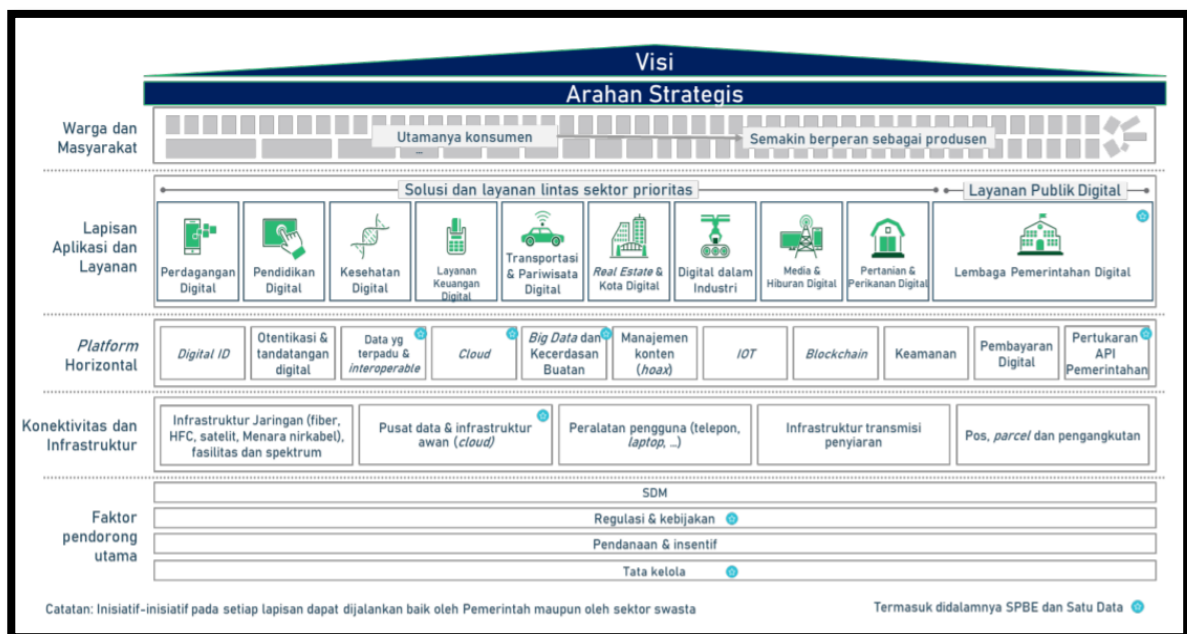 Visi
Arahan Strategis
Warga dan
Masyarakat
Utamanya konsumen
Semakin berperan sebagai produsen
Lapisan
Aplikasi dan
Layanan
Solusi dan layanan lintas sektor prioritas
Layanan Publik Digital
Perdagangan
Digital
Pendidikan
Digital
Kesehatan
Digital
Layanan
Keuangan
Digital
Transportasi
& Pariwisata
Digital
Real Estate &
Kota Digital
Digital dalam
Industri
Media &
Hiburan Digital
Pertanian &
Perikanan Digital
Lembaga Pemerintahan Digital
Platform
Horizontal
Digital ID
Otentikasi &
tandatangan
digital
Data yg
terpadu &
interoperable
Cloud
Big Data dan
Kecerdasan
Buatan
Manajemen
konten
(hoax)
IOT
Blockchain
Keamanan
Pembayaran
Digital
Pertukaran
API
Pemerintahan
Konektivitas dan
Infrastruktur
Infrastruktur Jaringan (fiber,
HFC, satelit, Menara nirkabel),
fasilitas dan spektrum
Pusat data & infrastruktur
awan (cloud)
Peralatan pengguna (telepon,
laptop, ...)
Infrastruktur transmisi
penyiaran
Pos, parcel dan pengangkutan
Faktor
pendorong
utama
SDM
Regulasi & kebijakan
Pendanaan & insentif
Tata kelola
Catatan: Inisiatif-inisiatif pada setiap lapisan dapat dijalankan baik oleh Pemerintah maupun oleh sektor swasta
Termasuk didalamnya SPBE dan Satu Data